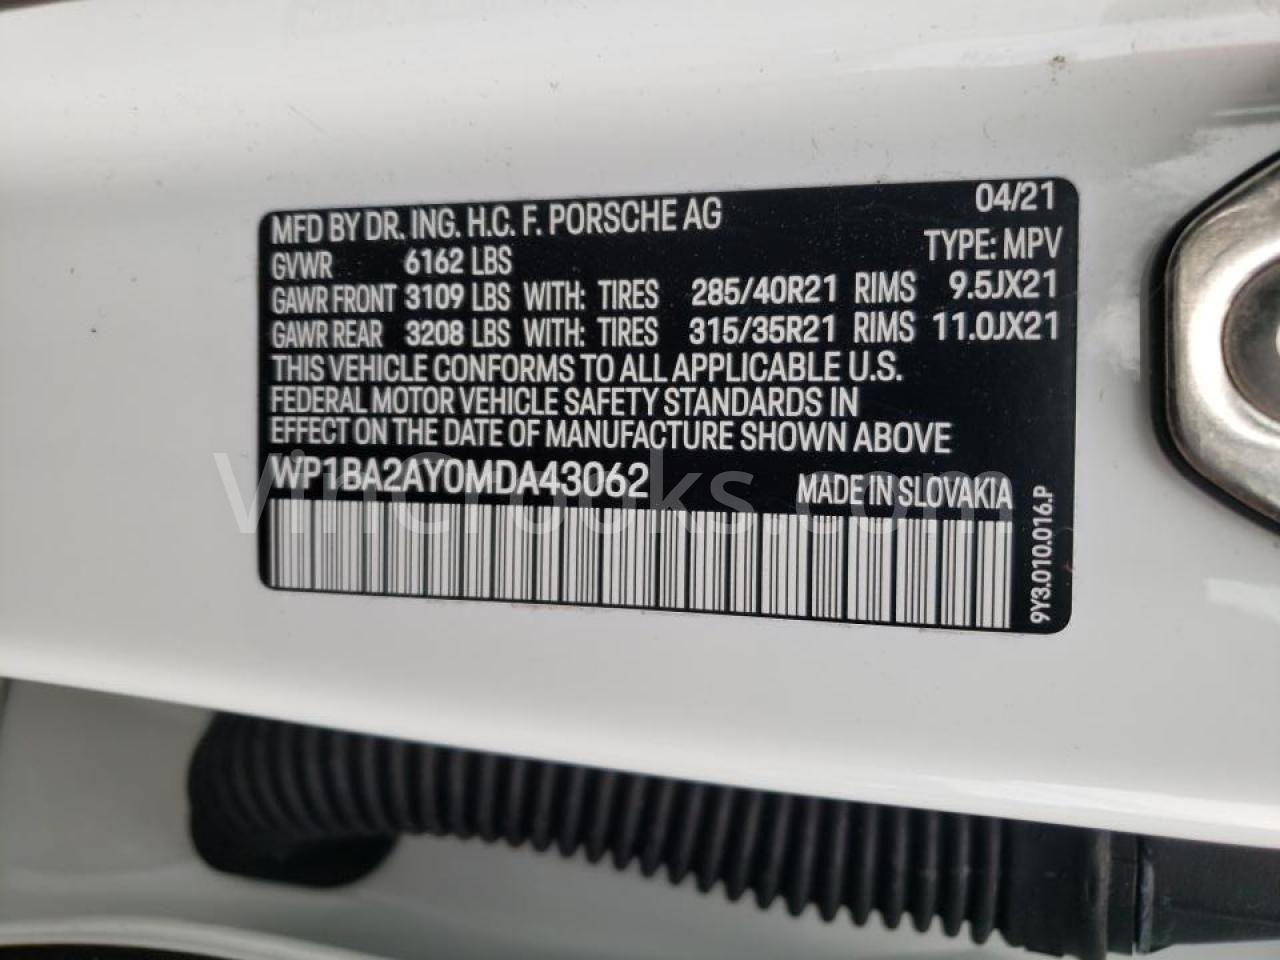 04/21
MFD BY DR. ING. H.C. F. PORSCHE AG
TYPE: MPV
GVWR 6162 LBS
GAWR FRONT 3109 LBS WITH: TIRES 285/40R21 RIMS 9.5JX21
GAWR REAR 3208 LBS WITH: TIRES 315/35R21 RIMS 11.0JX21
THIS VEHICLE CONFORMS TO ALL APPLICABLE U.S.
FEDERAL MOTOR VEHICLE SAFETY STANDARDS IN
EFFECT ON THE DATE OF MANUFACTURE SHOWN ABOVE
WP1BA2AY0MDA43062 MADE IN SLOVAKIA
9Y3.010.016.P
VinCrooks.com